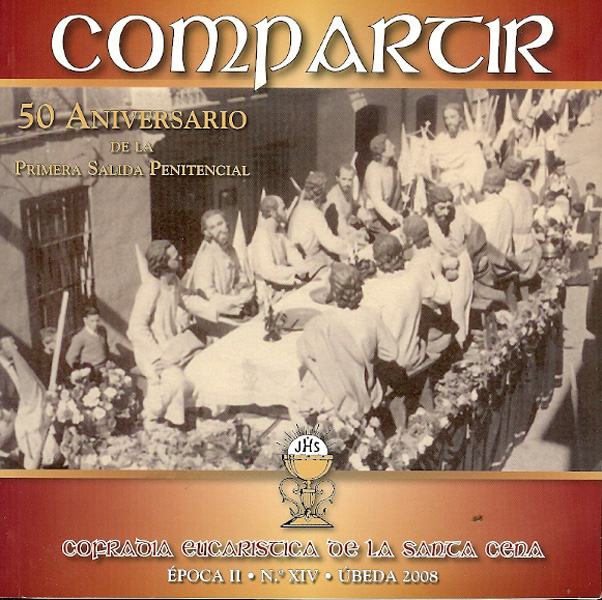 COMPARTIR
50 ANIVERSARIO
DE LA
PRIMERA SALIDA PENITENCIAL
JHS
COFRADIA EUCARISTICA DE LA SANTA CENA
ÉPOCA II • N.º XIV • ÚBEDA 2008